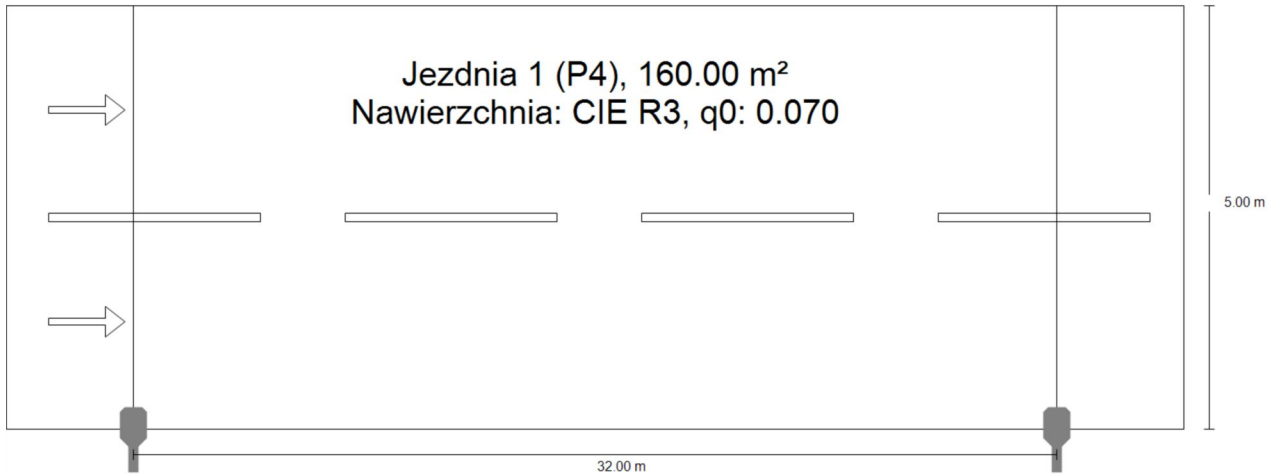 Jezdnia 1 (P4), 160.00 m²
Nawierzchnia: CIE R3, q0: 0.070
5.00 m
32.00 m